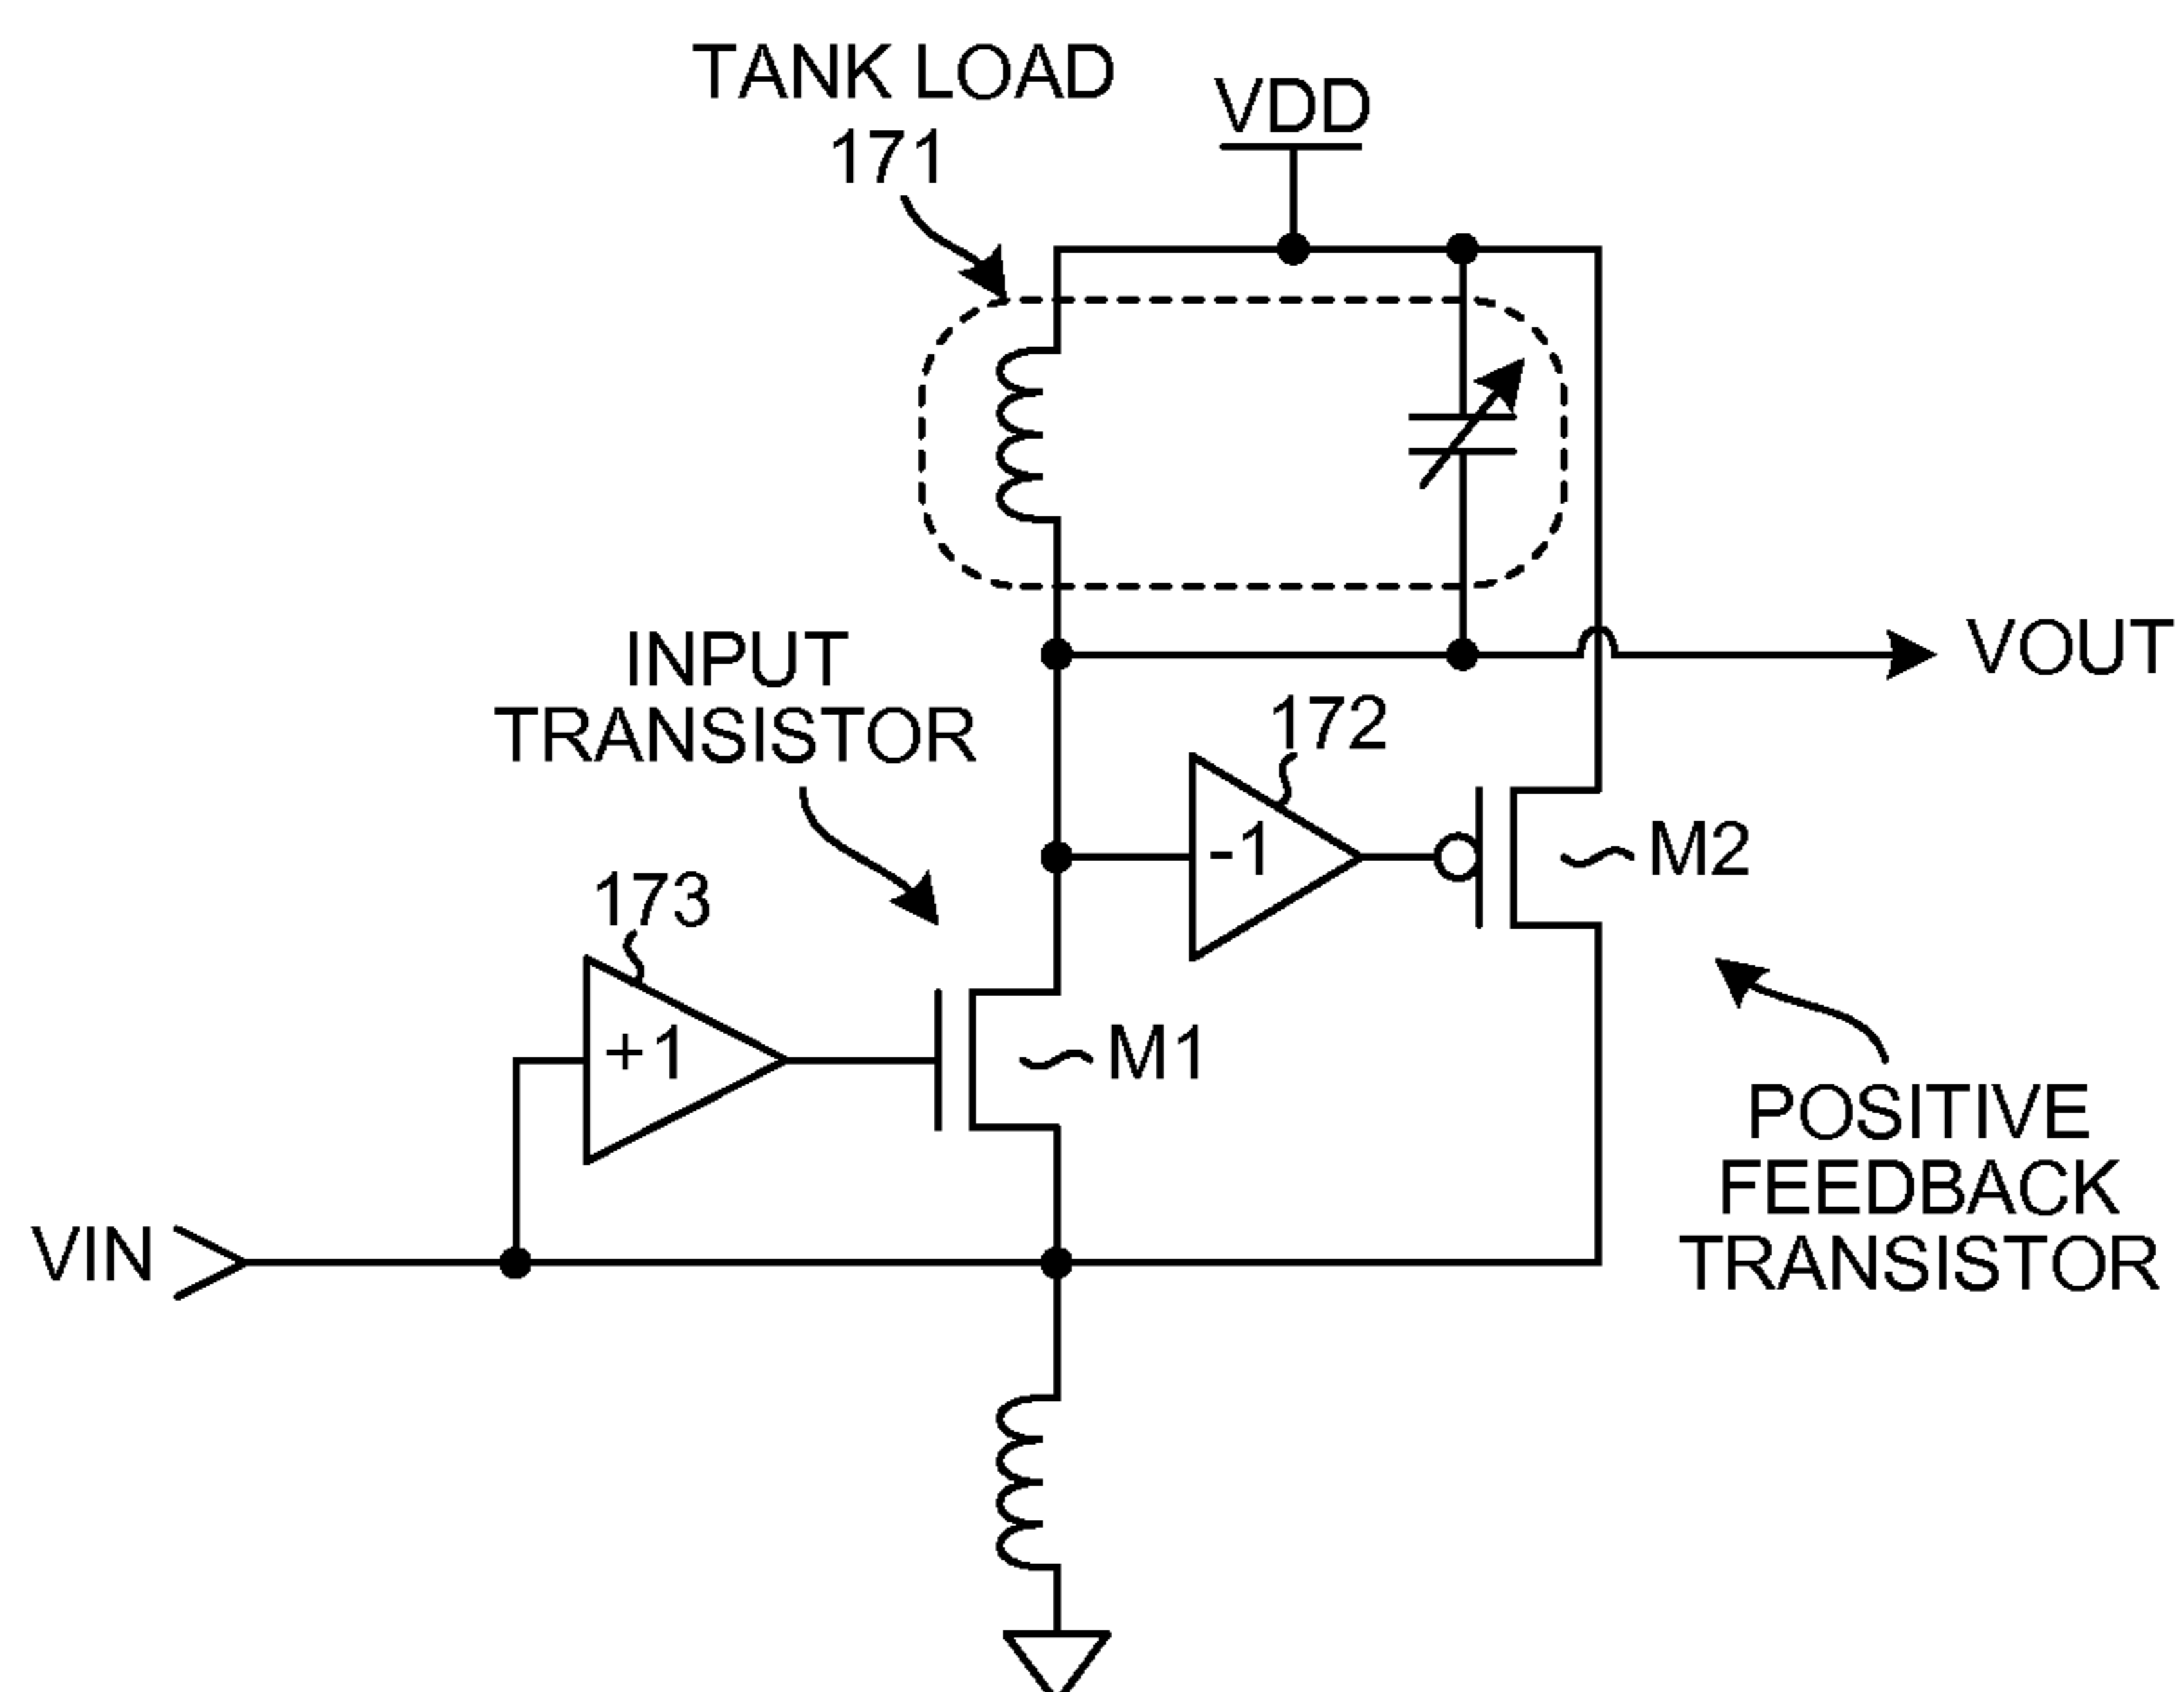 TANK LOAD
171
VDD
VOUT
INPUT
TRANSISTOR
172
-1
M2
173
+1
M1
POSITIVE
FEEDBACK
TRANSISTOR
VIN